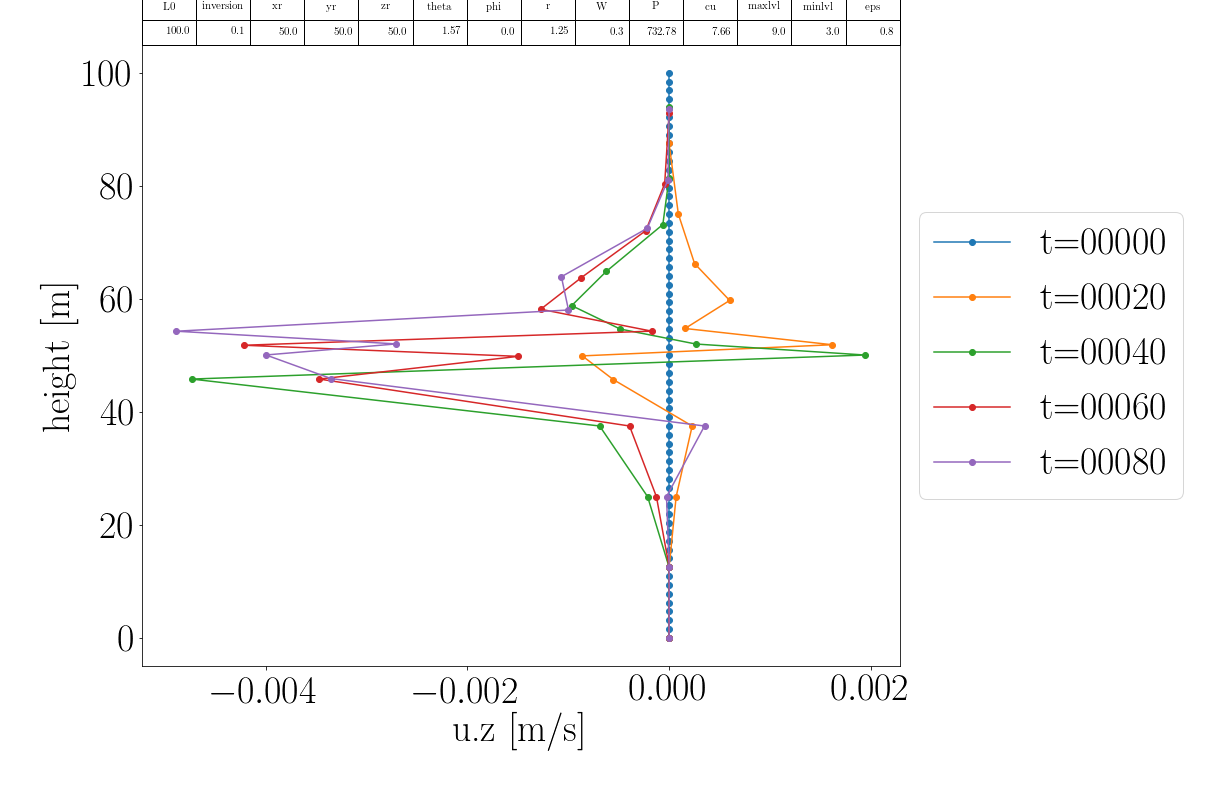 L0 inversion xr yr zr theta phi r W P cu maxlvl minlvl eps
100.0 0.1 50.0 50.0 50.0 1.57 0.0 1.25 0.3 732.78 7.66 9.0 3.0 0.8
100
80
60
40
20
0
height [m]
−0.004 −0.002 0.000 0.002
u.z [m/s]
t=00000
t=00020
t=00040
t=00060
t=00080